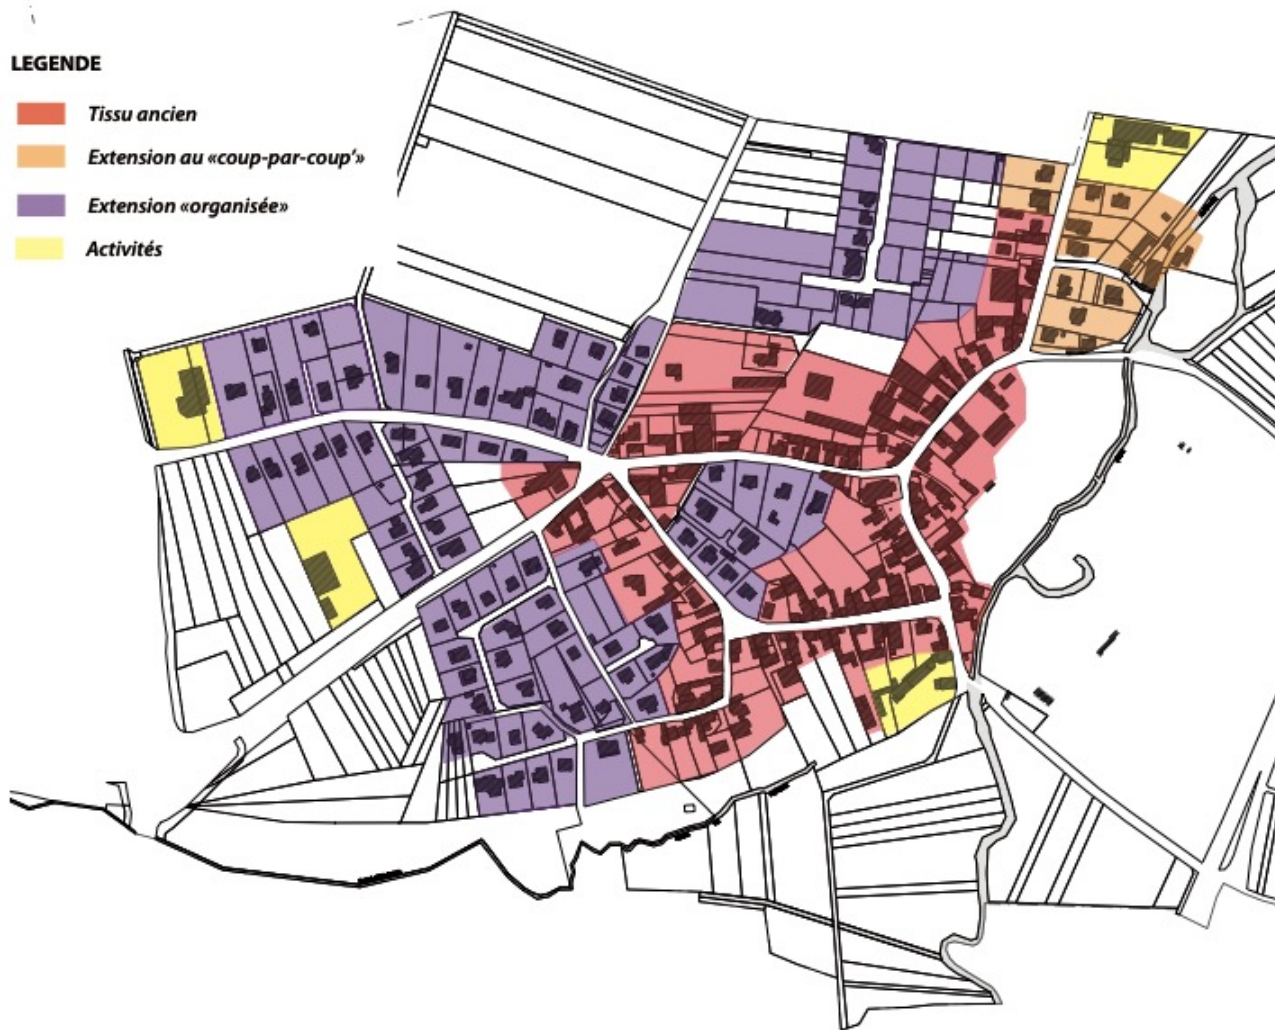 LEGENDE
Tissu ancien
Extension au «coup-par-coup’»
Extension «organisée»
Activités